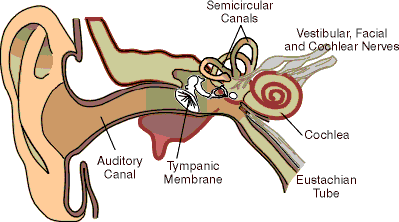 Semicircular
Canals
Vestibular, Facial
and Cochlear Nerves
Cochlea
Auditory
Canal
Tympanic
Membrane
Eustachian
Tube